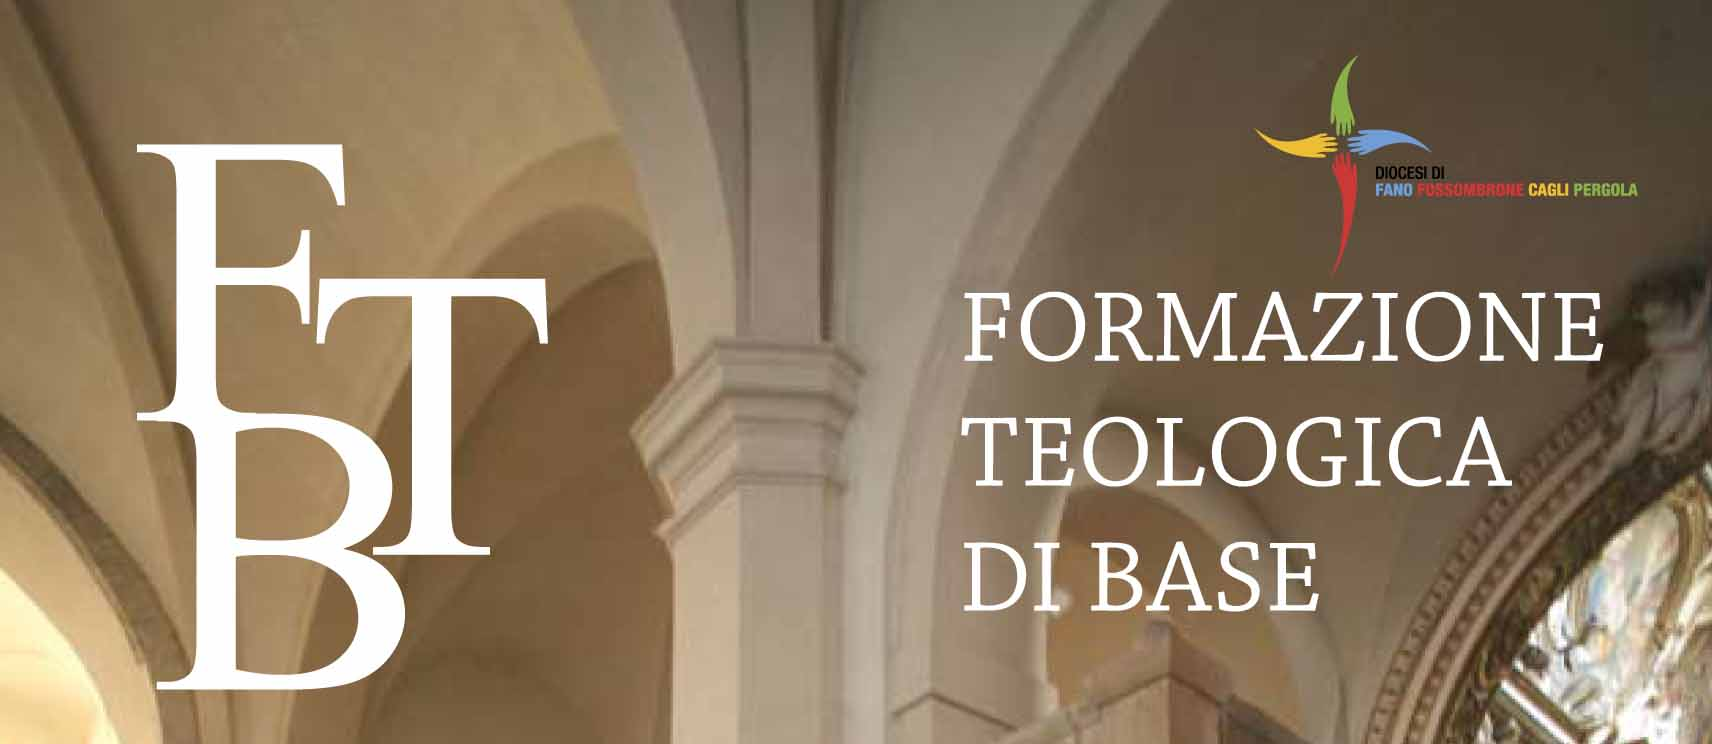 FTB
DIOCESI DI
FANO FOSSOMBRONE CAGLI PERGOLA
FORMAZIONE
TEOLOGICA
DI BASE